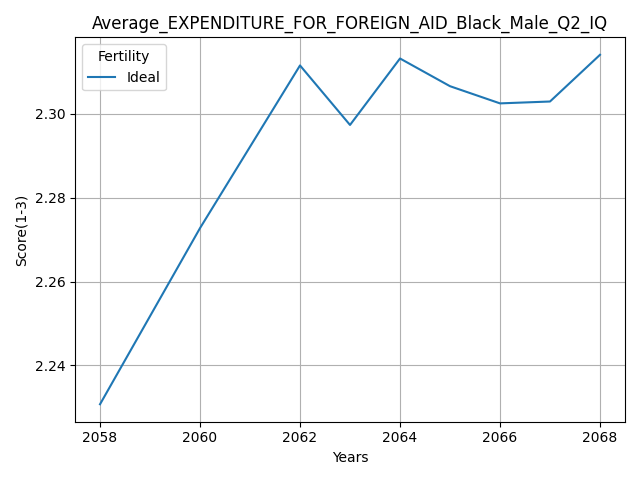 Average_EXPENDITURE_FOR_FOREIGN_AID_Black_Male_Q2_IQ
Fertility
Ideal
2.30
2.28
2.26
2.24
Score(1-3)
2058 2060 2062 2064 2066 2068
Years